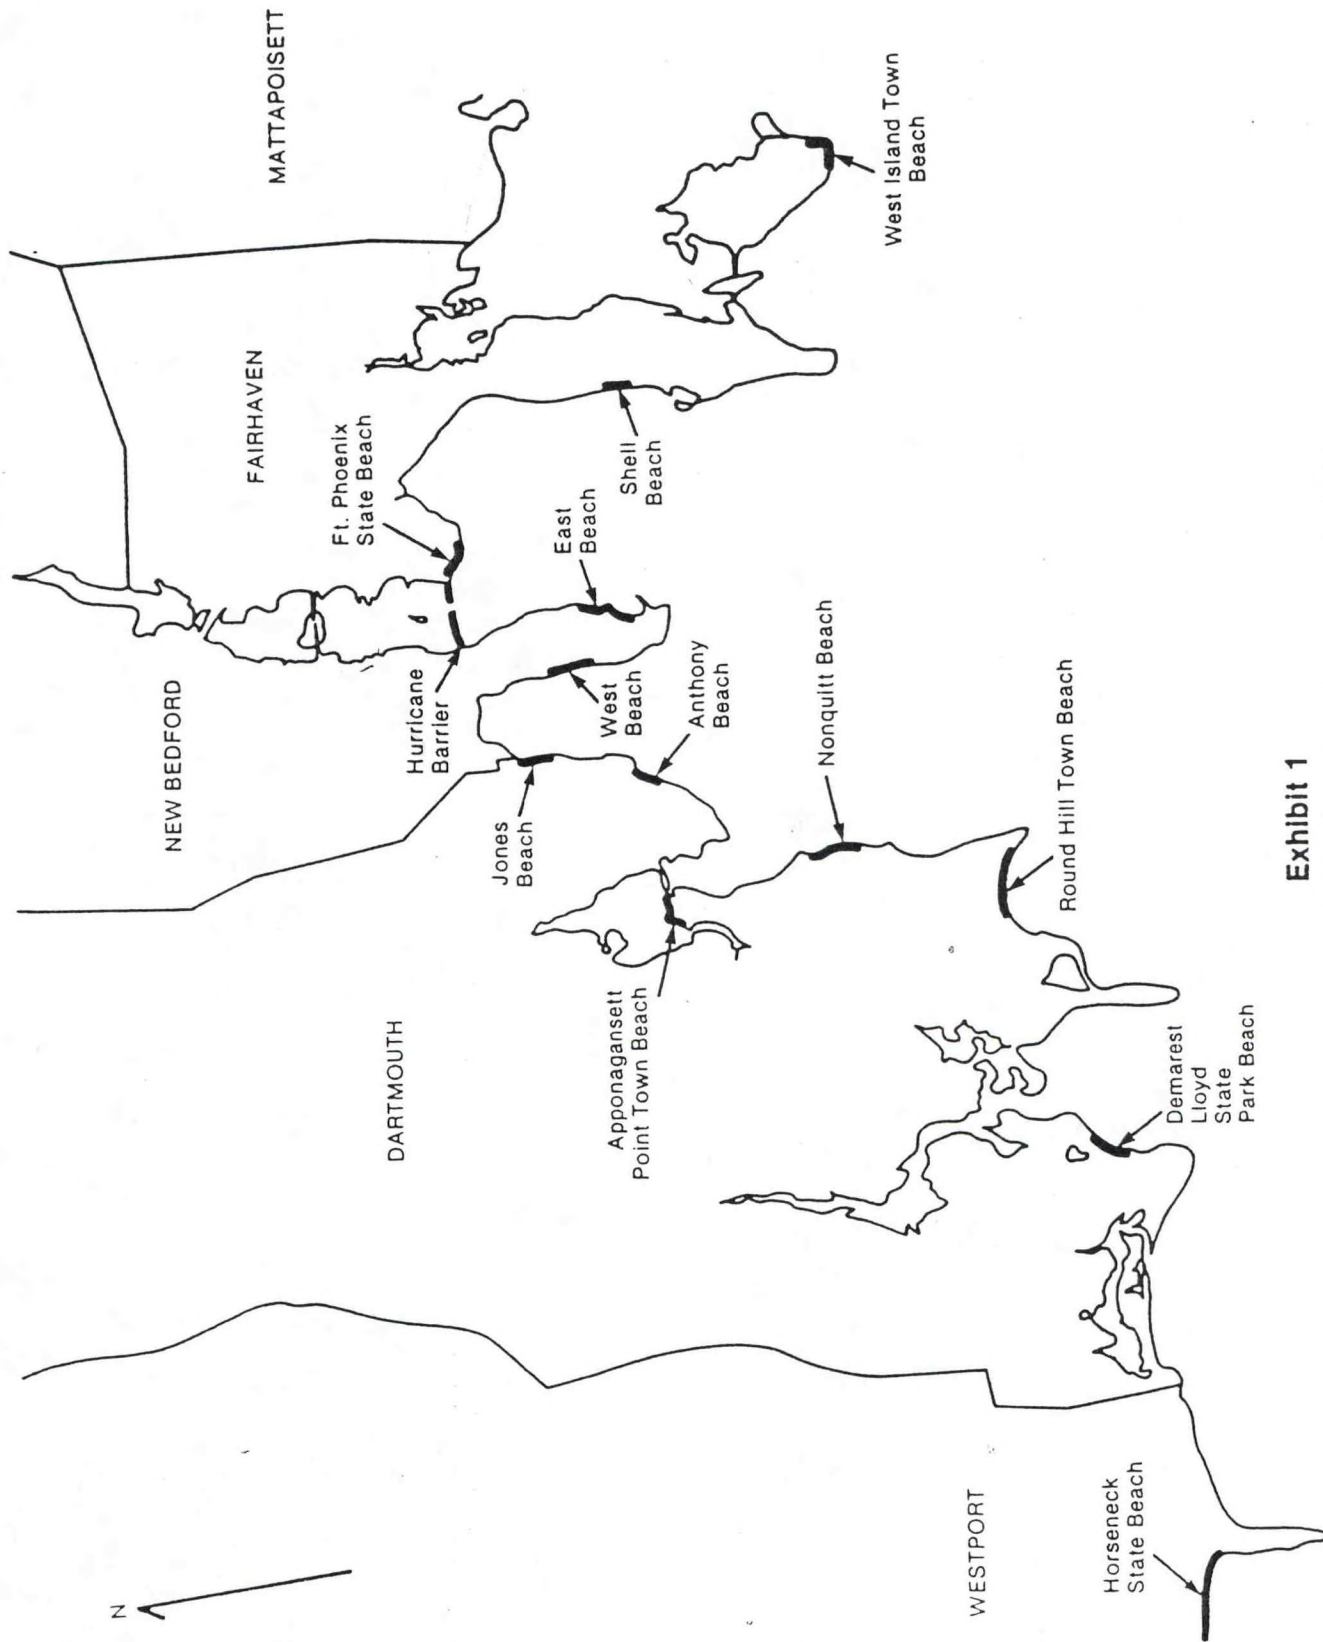 MATTAPOISETT
FAIRHAVEN
NEW BEDFORD
DARTMOUTH
WESTPORT
N
West Island Town
Beach
Ft. Phoenix
State Beach
Shell
Beach
East
Beach
Hurricane
Barrier
West
Beach
Anthony
Beach
Jones
Beach
Nonquitt Beach
Round Hill Town Beach
Apponagansett
Point Town Beach
Demarest
Lloyd
State
Park Beach
Horseneck
State Beach
Exhibit 1